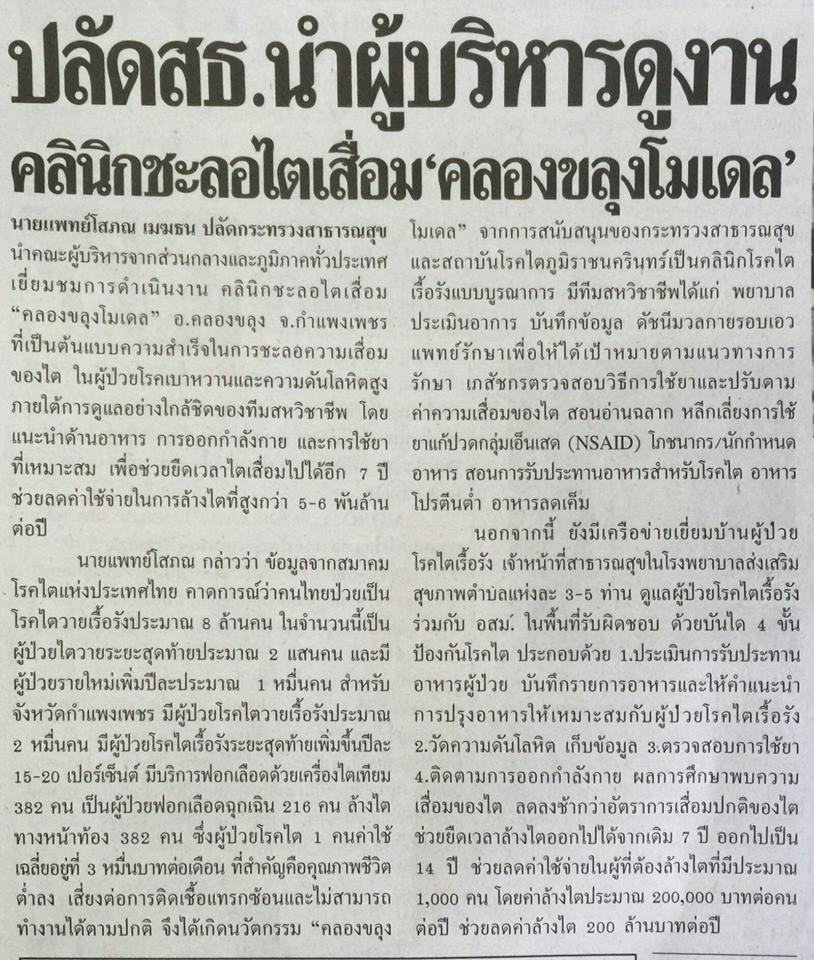 ปลัดสธ.นำผู้บริหารดูงาน
คลินิกชะลอไตเสื่อม‘คลองขลุงโมเดล’
นายแพทย์โสภณ เมฆธน ปลัดกระทรวงสาธารณสุข
นำคณะผู้บริหารจากส่วนกลางและภูมิภาคทั่วประเทศ
เยี่ยมชมการดำเนินงาน คลินิกชะลอไตเสื่อม
“คลองขลุงโมเดล” อ.คลองขลุง จ.กำแพงเพชร
ที่เป็นต้นแบบความสำเร็จในการชะลอความเสื่อม
ของไต ในผู้ป่วยโรคเบาหวานและความดันโลหิตสูง
ภายใต้การดูแลอย่างใกล้ชิดของทีมสหวิชาชีพ โดย
แนะนำด้านอาหาร การออกกำลังกาย และการใช้ยา
ที่เหมาะสม เพื่อช่วยยืดเวลาไตเสื่อมไปได้อีก 7 ปี
ช่วยลดค่าใช้จ่ายในการล้างไตที่สูงกว่า 5-6 พันล้าน
ต่อปี
นายแพทย์โสภณ กล่าวว่า ข้อมูลจากสมาคม
โรคไตแห่งประเทศไทย คาดการณ์ว่าคนไทยป่วยเป็น
โรคไตวายเรื้อรังประมาณ 8 ล้านคน ในจำนวนนี้เป็น
ผู้ป่วยไตวายระยะสุดท้ายประมาณ 2 แสนคน และมี
ผู้ป่วยรายใหม่เพิ่มปีละประมาณ 1 หมื่นคน สำหรับ
จังหวัดกำแพงเพชร มีผู้ป่วยโรคไตวายเรื้อรังประมาณ
2 หมื่นคน มีผู้ป่วยโรคไตเรื้อรังระยะสุดท้ายเพิ่มขึ้นปีละ
15-20 เปอร์เซ็นต์ มีบริการฟอกเลือดด้วยเครื่องไตเทียม
382 คน เป็นผู้ป่วยฟอกเลือดฉุกเฉิน 216 คน ล้างไต
ทางหน้าท้อง 382 คน ซึ่งผู้ป่วยโรคไต 1 คนค่าใช้
เฉลี่ยอยู่ที่ 3 หมื่นบาทต่อเดือน ที่สำคัญคือคุณภาพชีวิต
ต่ำลง เสี่ยงต่อการติดเชื้อแทรกซ้อนและไม่สามารถ
ทำงานได้ตามปกติ จึงได้เกิดนวัตกรรม “คลองขลุง
โมเดล” จากการสนับสนุนของกระทรวงสาธารณสุข
และสถาบันโรคไตภูมิราชนครินทร์เป็นคลินิกโรคไต
เรื้อรังแบบบูรณาการ มีทีมสหวิชาชีพได้แก่ พยาบาล
ประเมินอาการ บันทึกข้อมูล ดัชนีมวลกายรอบเอว
แพทย์รักษาเพื่อให้ได้เป้าหมายตามแนวทางการ
รักษา เภสัชกรตรวจสอบวิธีการใช้ยาและปรับตาม
ค่าความเสื่อมของไต สอนอ่านฉลาก หลีกเลี่ยงการใช้
ยาแก้ปวดกลุ่มเอ็นเสด (NSAID) โภชนากร/นักกำหนด
อาหาร สอนการรับประทานอาหารสำหรับโรคไต อาหาร
โปรตีนต่ำ อาหารลดเค็ม
นอกจากนี้ ยังมีเครือข่ายเยี่ยมบ้านผู้ป่วย
โรคไตเรื้อรัง เจ้าหน้าที่สาธารณสุขในโรงพยาบาลส่งเสริม
สุขภาพตำบลแห่งละ 3-5 ท่าน ดูแลผู้ป่วยโรคไตเรื้อรัง
ร่วมกับ อสม. ในพื้นที่รับผิดชอบ ด้วยบันได 4 ขั้น
ป้องกันโรคไต ประกอบด้วย 1.ประเมินการรับประทาน
อาหารผู้ป่วย บันทึกรายการอาหารและให้คำแนะนำ
การปรุงอาหารให้เหมาะสมกับผู้ป่วยโรคไตเรื้อรัง
2.วัดความดันโลหิต เก็บข้อมูล 3.ตรวจสอบการใช้ยา
4.ติดตามการออกกำลังกาย ผลการศึกษาพบความ
เสื่อมของไต ลดลงช้ากว่าอัตราการเสื่อมปกติของไต
ช่วยยืดเวลาล้างไตออกไปได้จากเดิม 7 ปี ออกไปเป็น
14 ปี ช่วยลดค่าใช้จ่ายในผู้ที่ต้องล้างไตที่มีประมาณ
1,000 คน โดยค่าล้างไตประมาณ 200,000 บาทต่อคน
ต่อปี ช่วยลดค่าล้างไต 200 ล้านบาทต่อปี